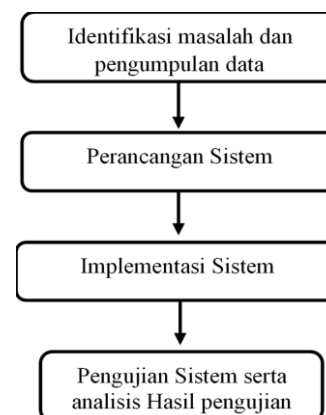 Identifikasi masalah dan
pengumpulan data
Perancangan Sistem
Implementasi Sistem
Pengujian Sistem serta
analisis Hasil pengujian